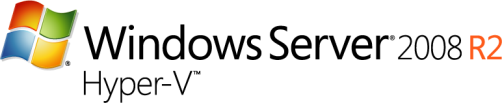 Windows Server® 2008 R2
Hyper-V™